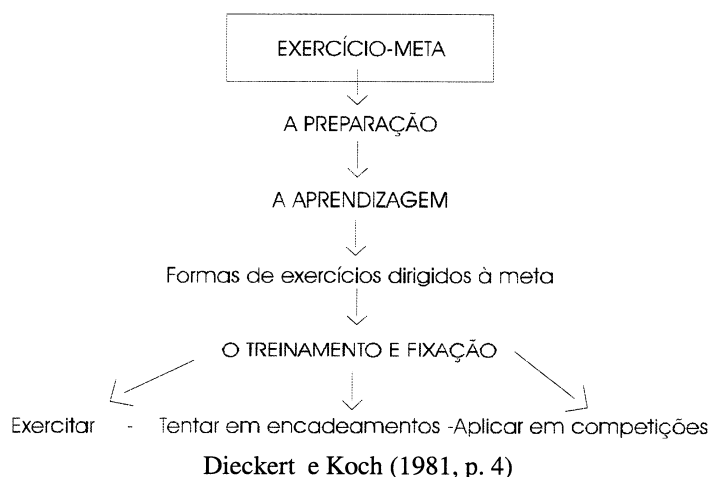 EXERCÍCIO-META
A PREPARAÇÃO
A APRENDIZAGEM
Formas de exercícios dirigidos à meta
O TREINAMENTO E FIXAÇÃO
Exercitar - Tentar em encadeamentos -Aplicar em competições
Dieckert e Koch (1981, p. 4)